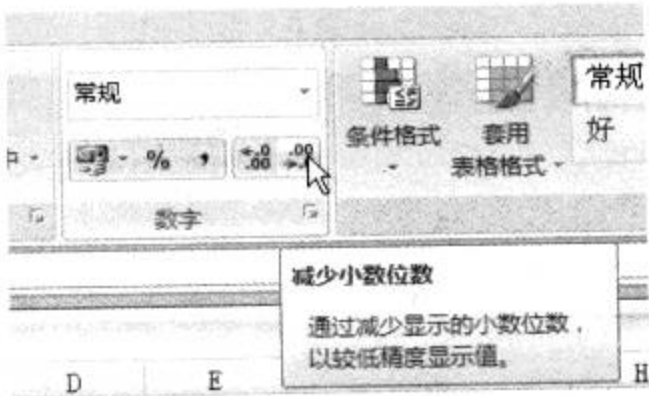 常规
常规
条件格式
套用
表格格式
好
中
%
,
.0
.00
.00
.0
数字
减少小数位数
通过减少显示的小数位数，
以较低精度显示值。
D
E
H